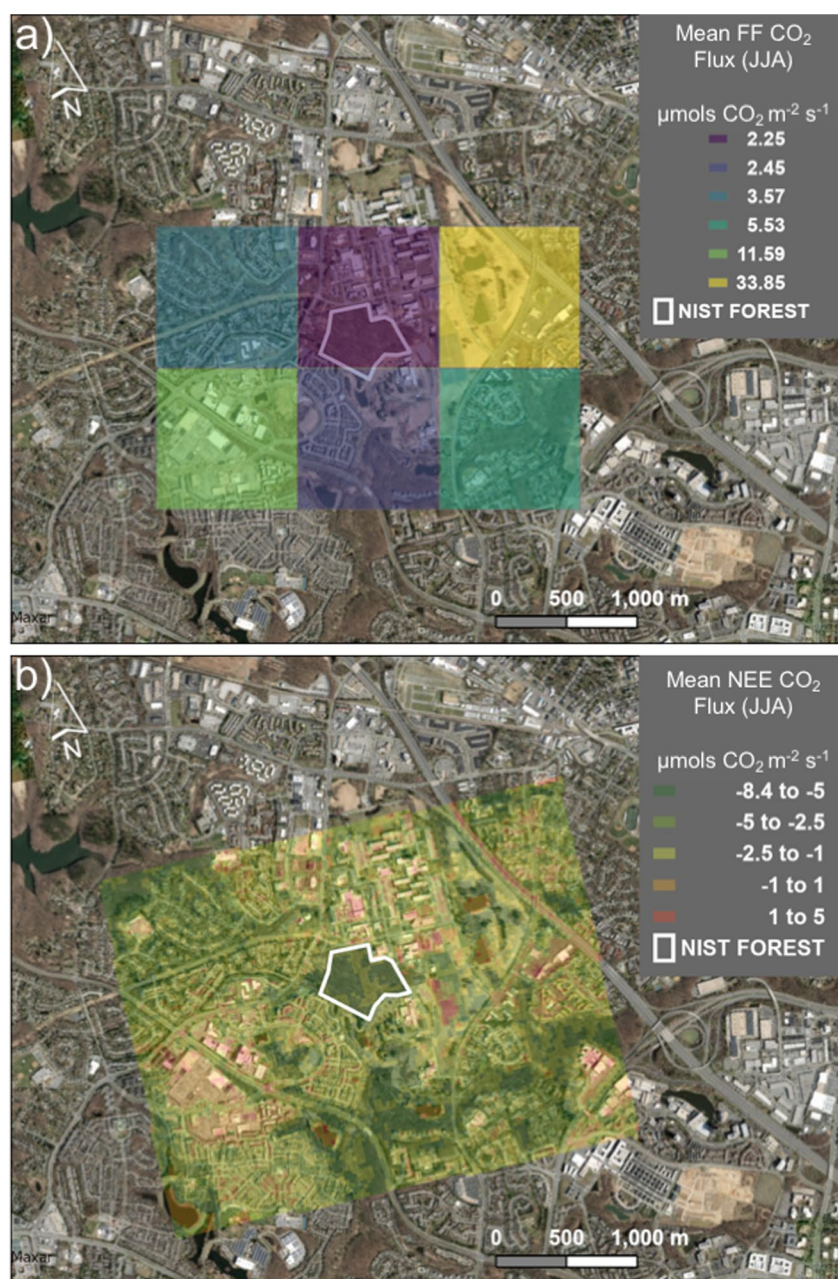 a)
N
Mean FF CO₂
Flux (JJA)
µmols CO₂ m⁻² s⁻¹
2.25
2.45
3.57
5.53
11.59
33.85
NIST FOREST
0 500 1,000 m
Maxar
b)
N
Mean NEE CO₂
Flux (JJA)
µmols CO₂ m⁻² s⁻¹
-8.4 to -5
-5 to -2.5
-2.5 to -1
-1 to 1
1 to 5
NIST FOREST
0 500 1,000 m
Maxar